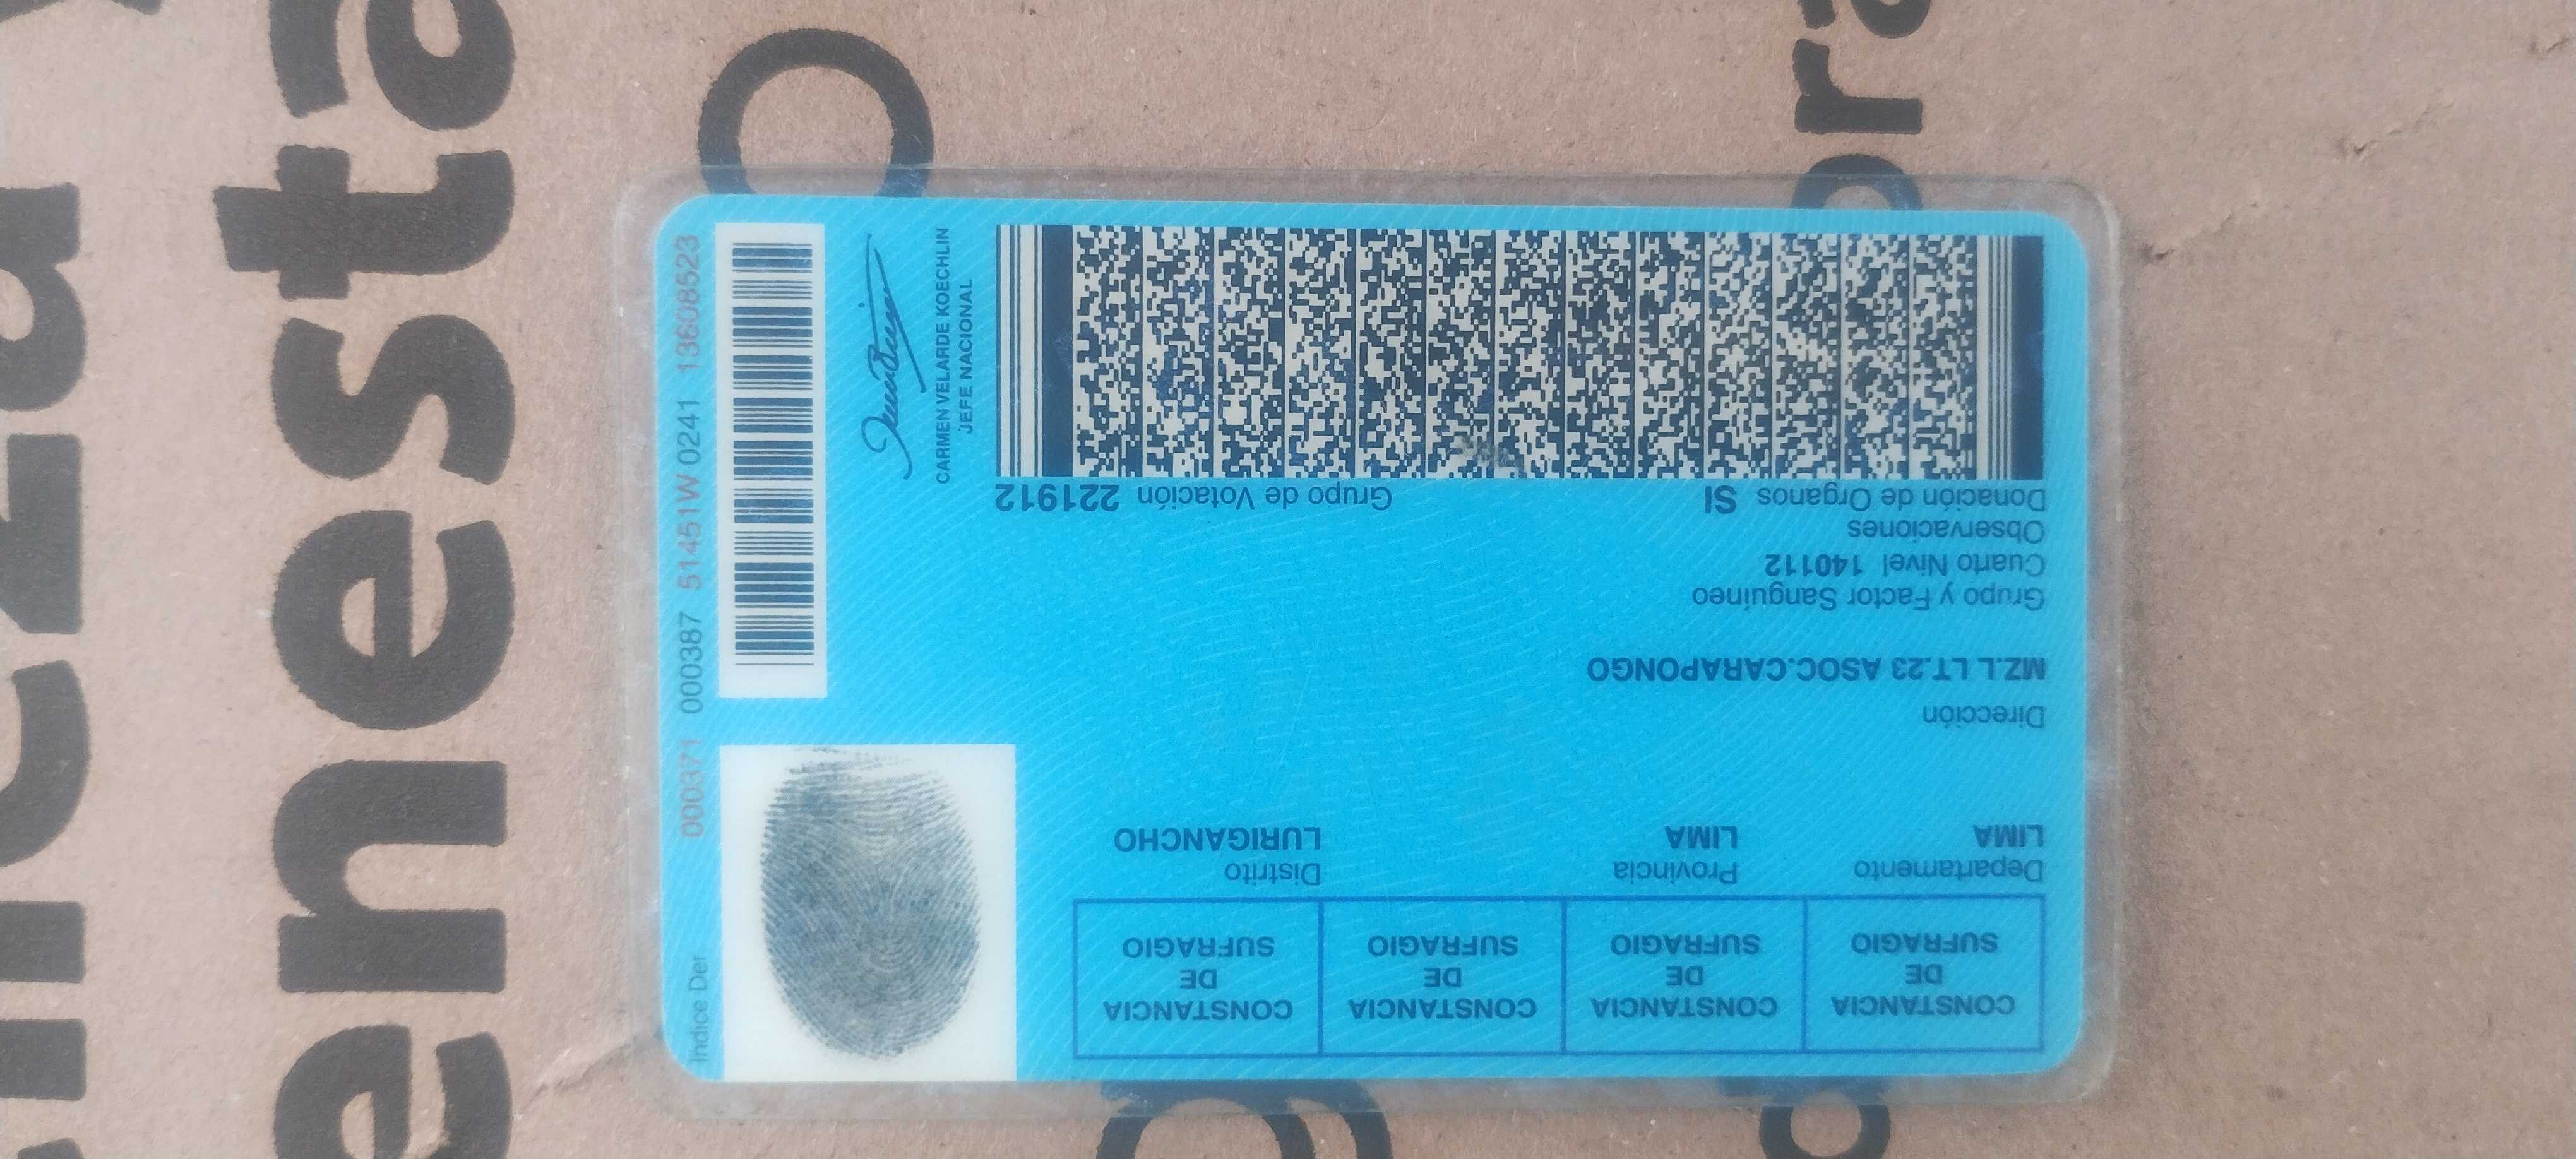 CONSTANCIA
DE
SUFRAGIO
CONSTANCIA
DE
SUFRAGIO
CONSTANCIA
DE
SUFRAGIO
CONSTANCIA
DE
SUFRAGIO
Departamento
LIMA
Provincia
LIMA
Distrito
LURIGANCHO
Dirección
MZ.L LT.23 ASOC.CARAPONGO
Grupo y Factor Sanguíneo
Cuarto Nivel 140112
Observaciones
Donación de Organos SI
Grupo de Votación 221912
Indice Der
000371 000387 51451W 0241 13608523
CARMEN VELARDE KOECHLIN
JEFE NACIONAL
enesta